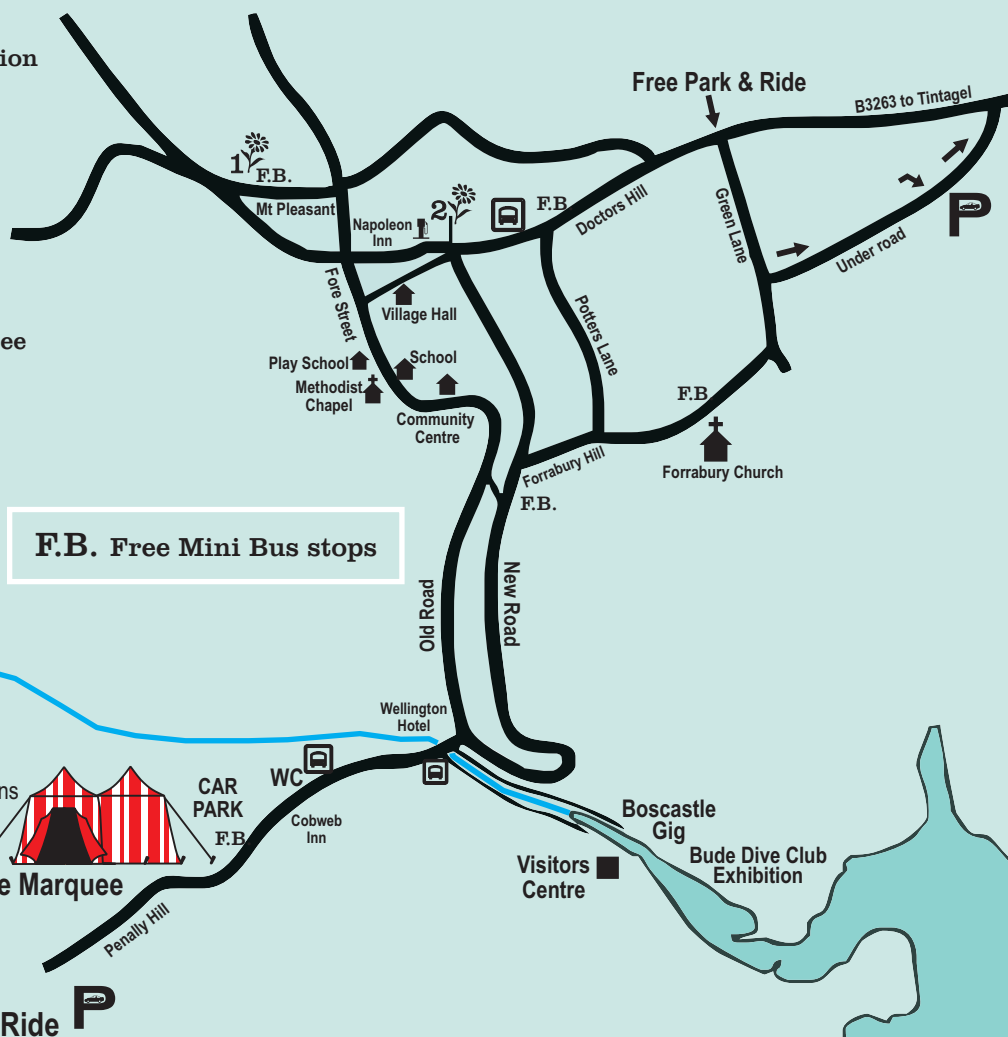 ion
Free Park & Ride
B3263 to Tintagel
1
F.B.
Mt Pleasant
2
F.B
Napoleon
Inn
Doctors Hill
Green Lane
P
Under road
Fore Street
Village Hall
Potters Lane
ee
Play School
School
Methodist
Chapel
F.B
Community
Centre
Forrabury Hill
Forrabury Church
F.B.
F.B. Free Mini Bus stops
Old Road
New Road
Wellington
Hotel
WC
ns
CAR
PARK
F.B
Cobweb
Inn
Boscastle
Gig
Visitors
Centre
Bude Dive Club
Exhibition
e Marquee
Penally Hill
Ride
P